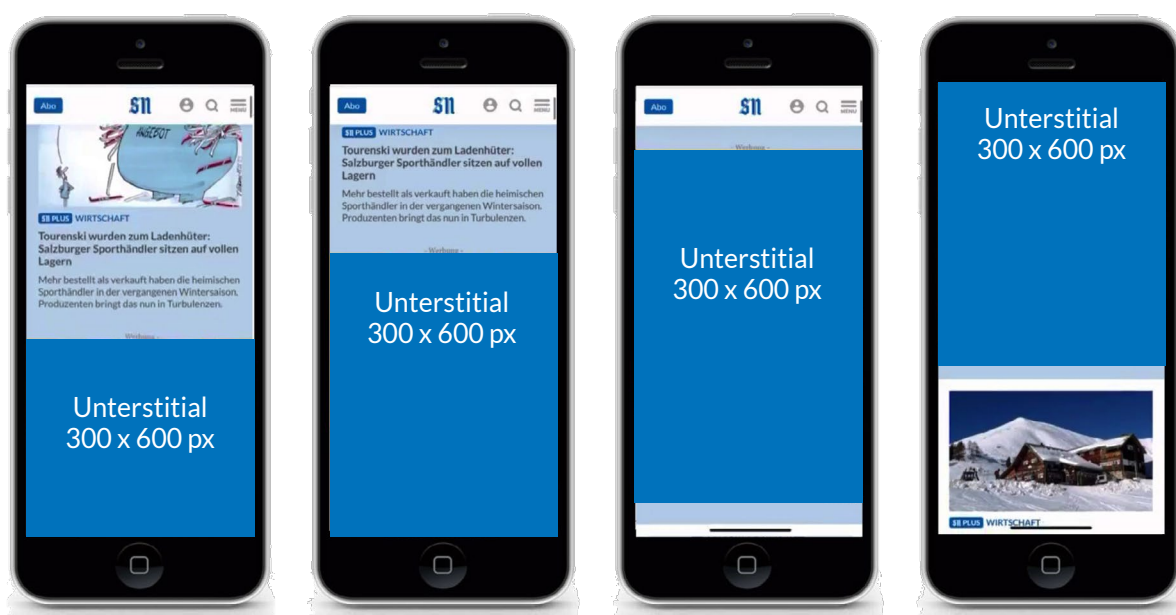 Abo
SN
MENU
ANGEBOT
SN PLUS WIRTSCHAFT
Tourenski wurden zum Ladenhüter:
Salzburger Sporthändler sitzen auf vollen
Lagern
Mehr bestellt als verkauft haben die heimischen
Sporthändler in der vergangenen Wintersaison.
Produzenten bringt das nun in Turbulenzen.
Werbung -
Unterstitial
300 x 600 px
Abo
SN
MENU
SN PLUS WIRTSCHAFT
Tourenski wurden zum Ladenhüter:
Salzburger Sporthändler sitzen auf vollen
Lagern
Mehr bestellt als verkauft haben die heimischen
Sporthändler in der vergangenen Wintersaison.
Produzenten bringt das nun in Turbulenzen.
- Werbung -
Unterstitial
300 x 600 px
Abo
SN
MENU
- Werbung -
Unterstitial
300 x 600 px
Unterstitial
300 x 600 px
SN PLUS WIRTSCHAFT